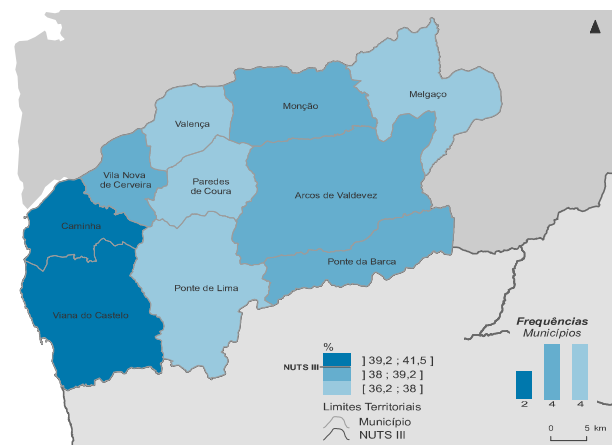 Melgaço
Monção
Valença
Vila Nova
de Cerveira
Paredes
de Coura
Arcos de Valdevez
Caminha
Ponte da Barca
Ponte de Lima
Viana do Castelo
%
] 39,2 ; 41,5 ]
NUTS III
] 38 ; 39,2 ]
[ 36,2 ; 38 ]
Limites Territoriais
Município
NUTS III
Frequências
Municípios
2 4 4
0 5 km